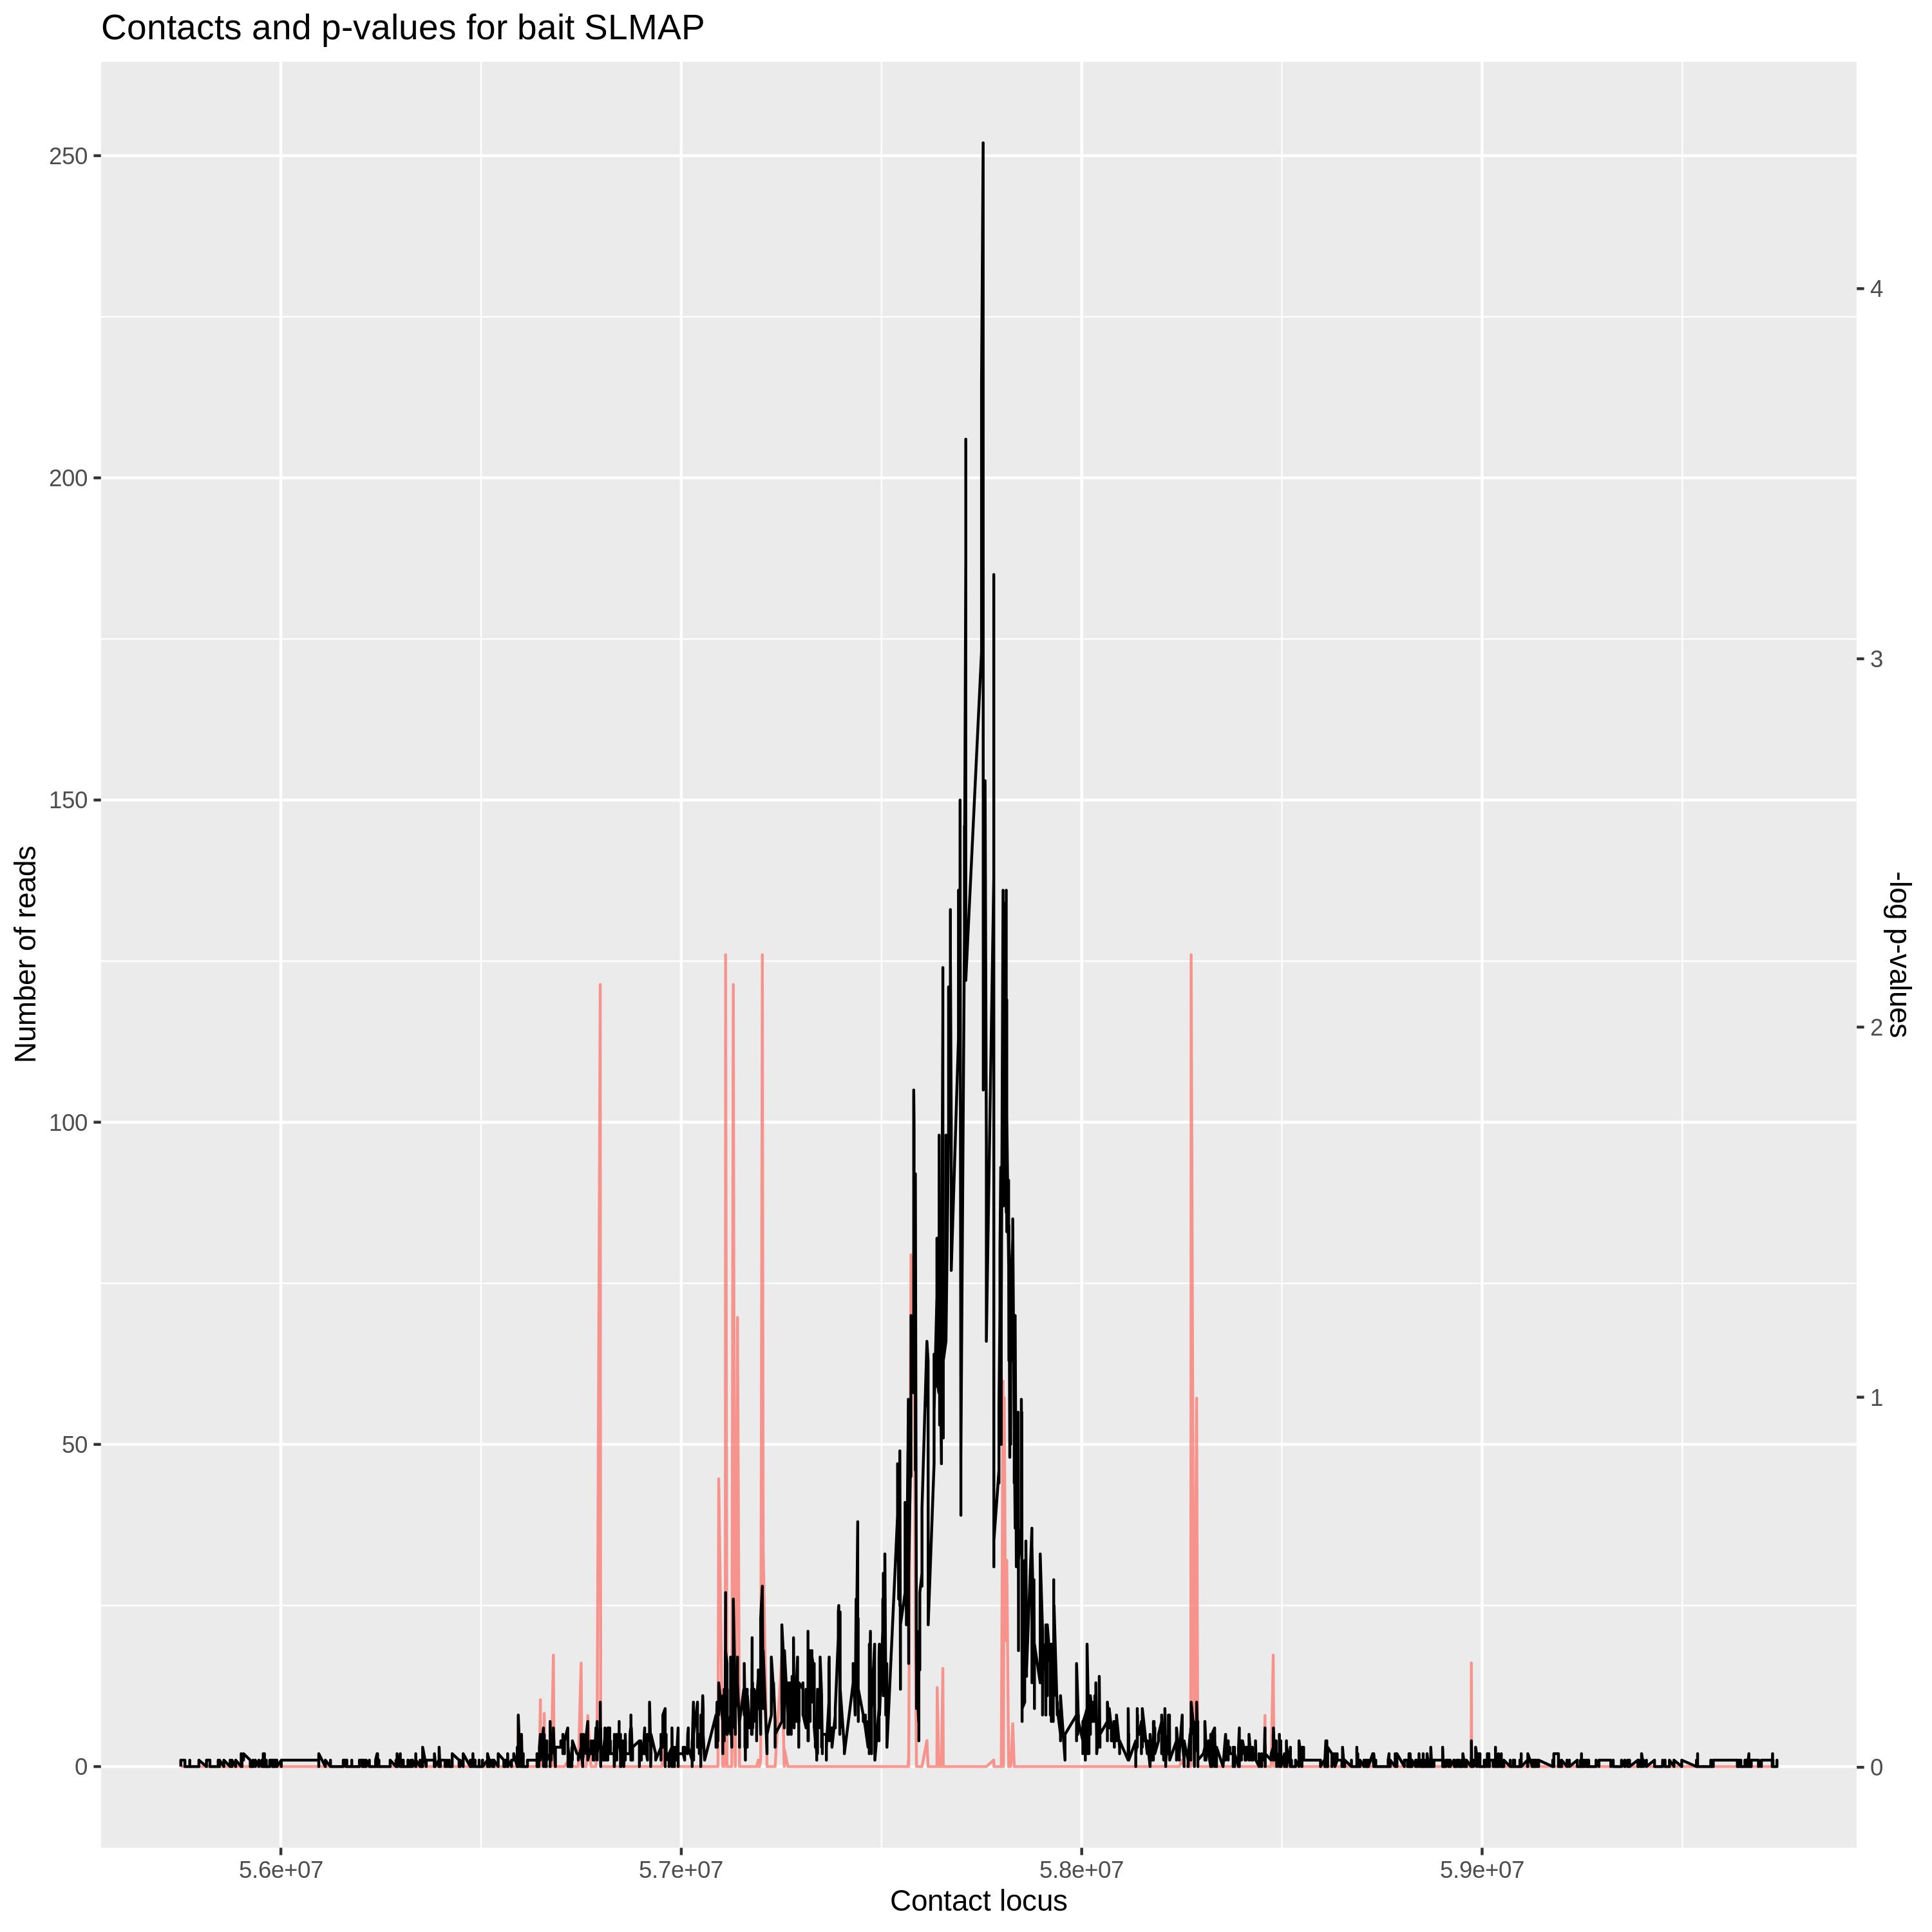 Contacts and p-values for bait SLMAP
250
200
150
100
50
0
Number of reads
4
3
2
1
0
-log p-values
5.6e+07 5.7e+07 5.8e+07 5.9e+07
Contact locus